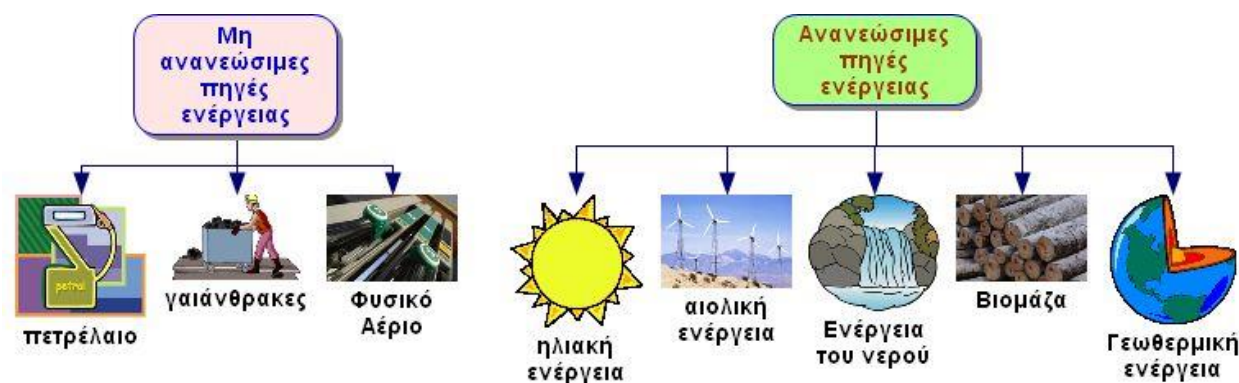 Μη
ανανεώσιμες
πηγές
ενέργειας
Ανανεώσιμες
πηγές
ενέργειας
petrol
πετρέλαιο
γαιάνθρακες
Φυσικό
Αέριο
ηλιακή
ενέργεια
αιολική
ενέργεια
Ενέργεια
του νερού
Βιομάζα
Γεωθερμική
ενέργεια